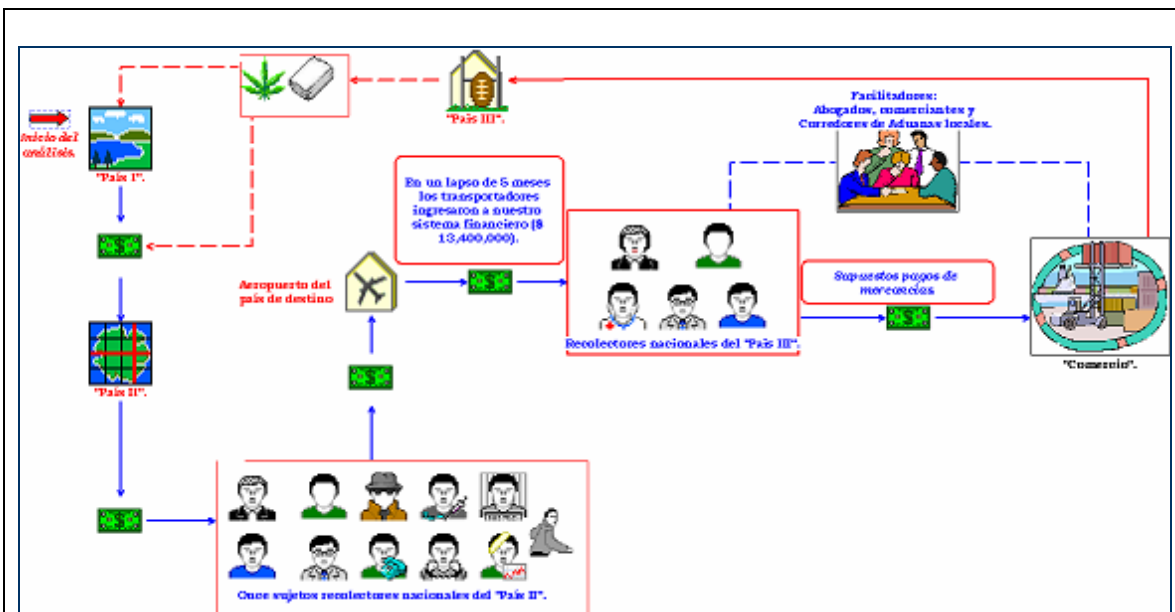 "País III".
Facilitadores:
Abogados, comerciantes y
Corredores de Aduanas locales.
Inicio del
análisis.
"País I".
En un lapso de 5 meses
los transportadores
ingresaron a nuestro
sistema financiero ($
13,400,000).
Aeropuerto del
país de destino
Supuestos pagos de
mercancías
Recolectores nacionales del "País III".
"Comercio".
"País II".
Once sujetos recolectores nacionales del "País II".